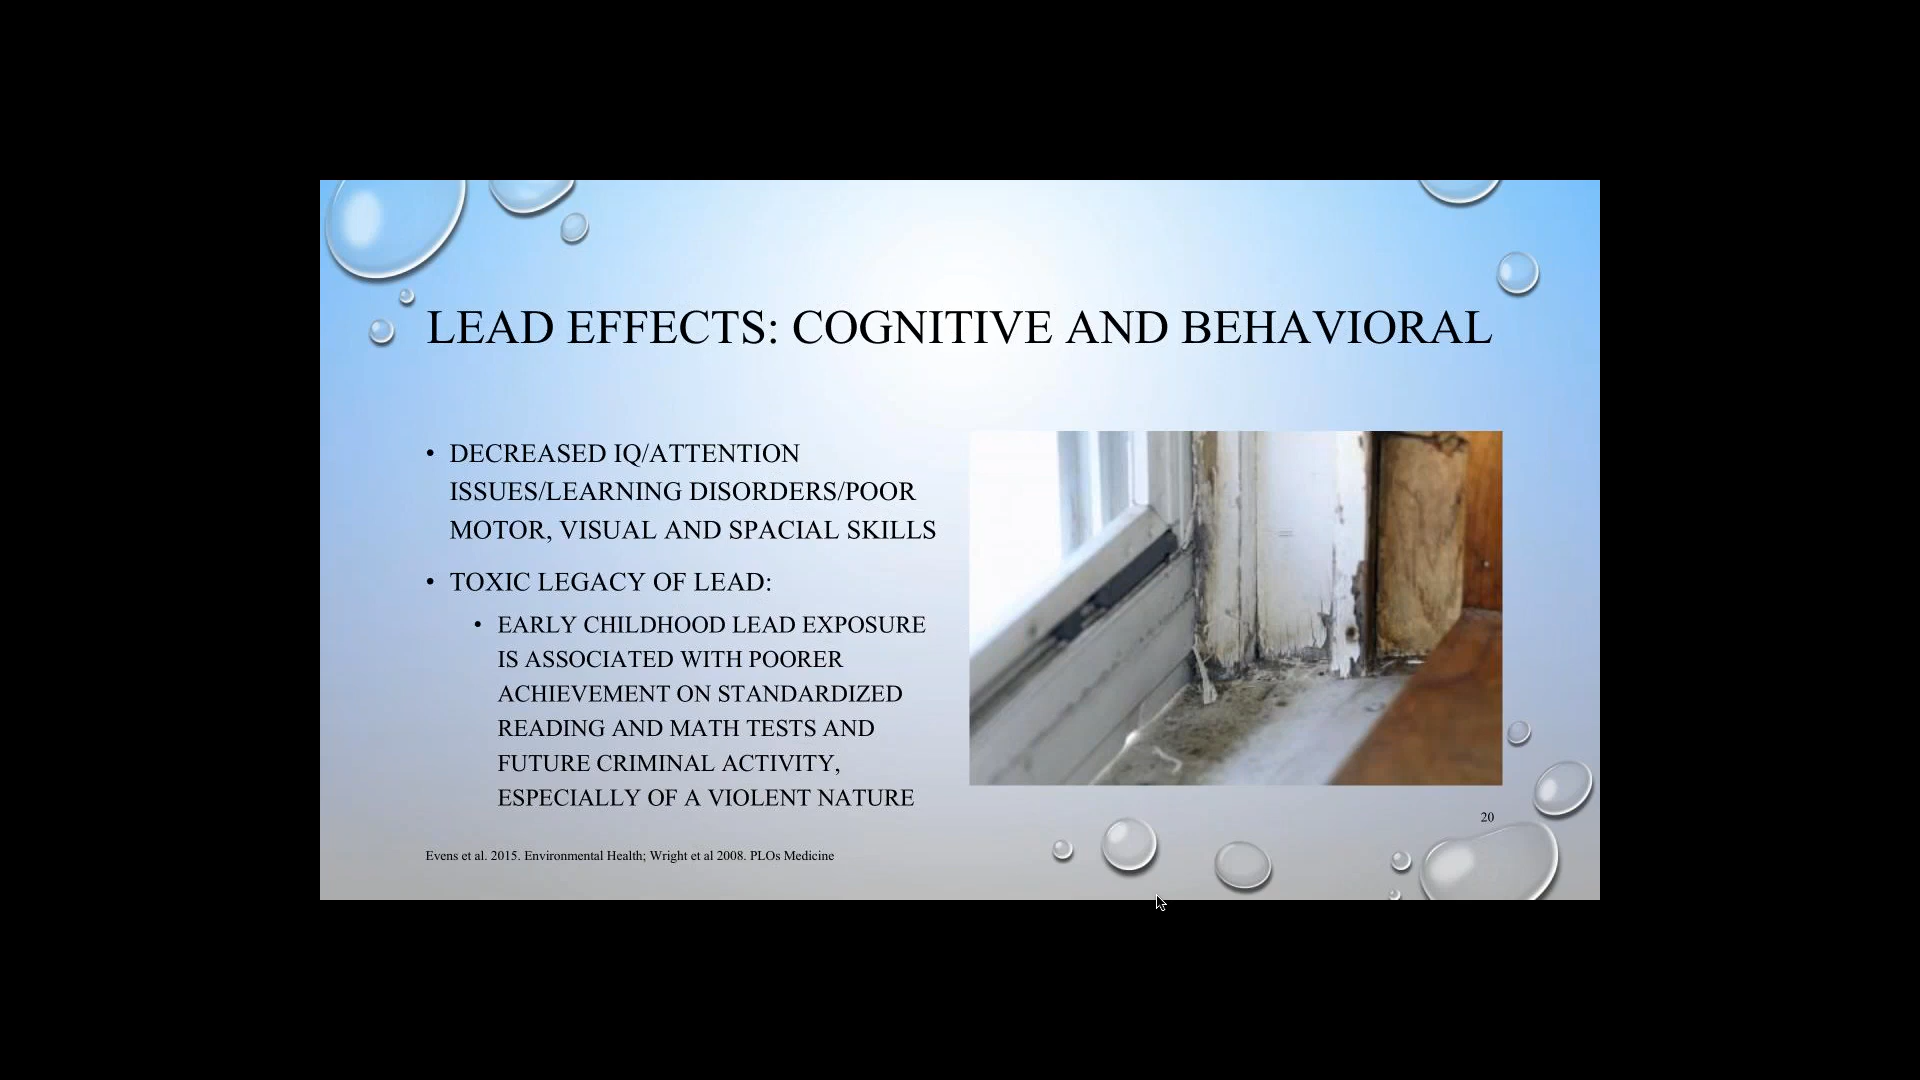 LEAD EFFECTS: COGNITIVE AND BEHAVIORAL
• DECREASED IQ/ATTENTION
ISSUES/LEARNING DISORDERS/POOR
MOTOR, VISUAL AND SPACIAL SKILLS
• TOXIC LEGACY OF LEAD:
• EARLY CHILDHOOD LEAD EXPOSURE
IS ASSOCIATED WITH POORER
ACHIEVEMENT ON STANDARDIZED
READING AND MATH TESTS AND
FUTURE CRIMINAL ACTIVITY,
ESPECIALLY OF A VIOLENT NATURE
20
Evens et al. 2015. Environmental Health; Wright et al 2008. PLOs Medicine